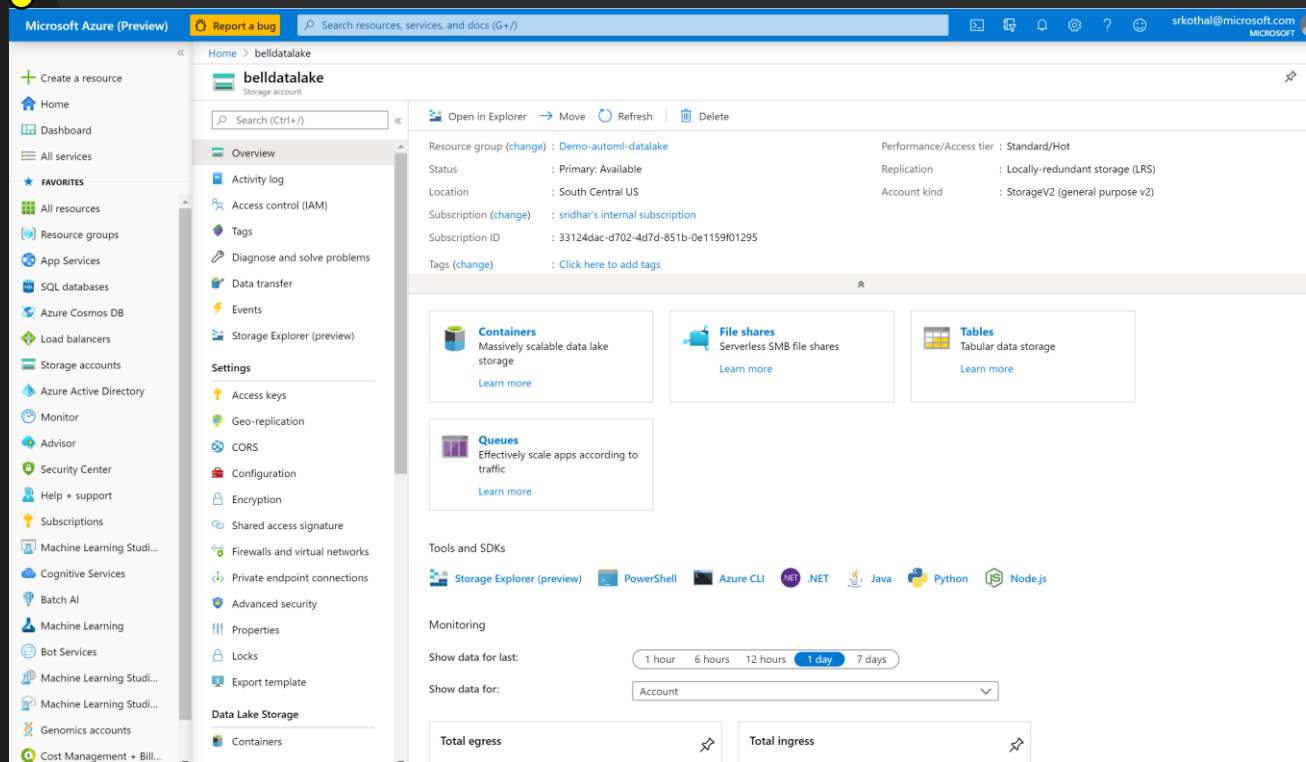 Microsoft Azure (Preview)
Report a bug
Search resources, services, and docs (G+/)
srkothal@microsoft.com
MICROSOFT
Home > belldatalake
Create a resource
Home
Dashboard
All services
FAVORITES
All resources
Resource groups
App Services
SQL databases
Azure Cosmos DB
Load balancers
Storage accounts
Azure Active Directory
Monitor
Advisor
Security Center
Help + support
Subscriptions
Machine Learning Studi...
Cognitive Services
Batch AI
Machine Learning
Bot Services
Machine Learning Studi...
Machine Learning Studi...
Genomics accounts
Cost Management + Bill...
belldatalake
Storage account
Search (Ctrl+/)
Overview
Activity log
Access control (IAM)
Tags
Diagnose and solve problems
Data transfer
Events
Storage Explorer (preview)
Settings
Access keys
Geo-replication
CORS
Configuration
Encryption
Shared access signature
Firewalls and virtual networks
Private endpoint connections
Advanced security
Properties
Locks
Export template
Data Lake Storage
Containers
Open in Explorer Move Refresh Delete
Resource group (change) : Demo-automl-datalake
Status : Primary: Available
Location : South Central US
Subscription (change) : sridhar's internal subscription
Subscription ID : 33124dac-d702-4d7d-851b-0e1159f01295
Tags (change) : Click here to add tags
Performance/Access tier : Standard/Hot
Replication : Locally-redundant storage (LRS)
Account kind : StorageV2 (general purpose v2)
Containers
Massively scalable data lake
storage
Learn more
File shares
Serverless SMB file shares
Learn more
Tables
Tabular data storage
Learn more
Queues
Effectively scale apps according to
traffic
Learn more
Tools and SDKs
Storage Explorer (preview) PowerShell Azure CLI NET .NET Java Python JS Node.js
Monitoring
Show data for last: 1 hour 6 hours 12 hours 1 day 7 days
Show data for: Account
Total egress
Total ingress